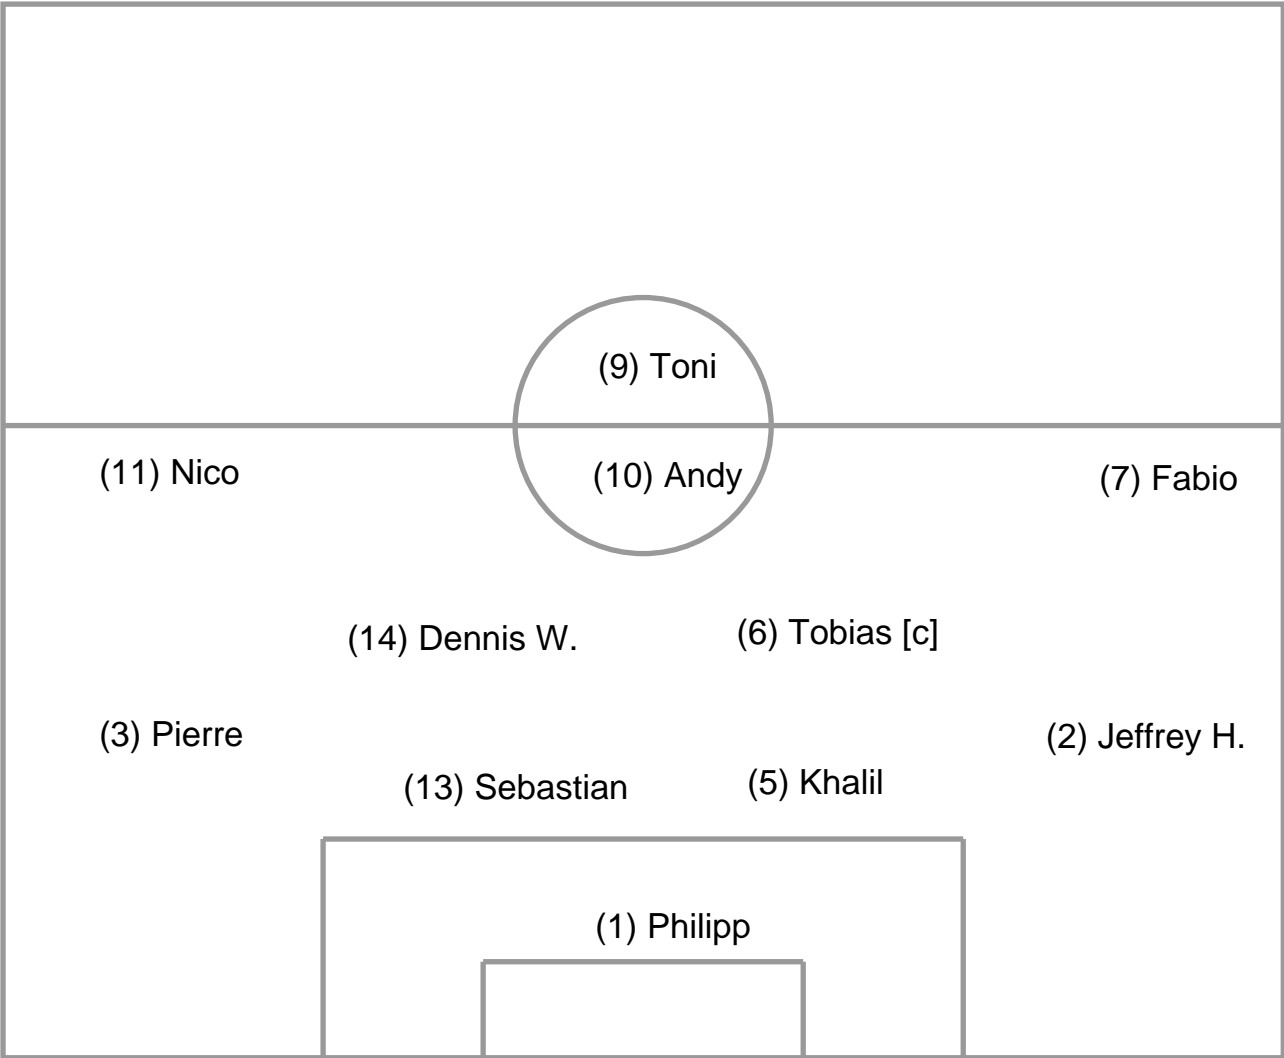 (9) Toni
(11) Nico
(10) Andy
(7) Fabio
(14) Dennis W.
(6) Tobias [c]
(3) Pierre
(2) Jeffrey H.
(13) Sebastian
(5) Khalil
(1) Philipp